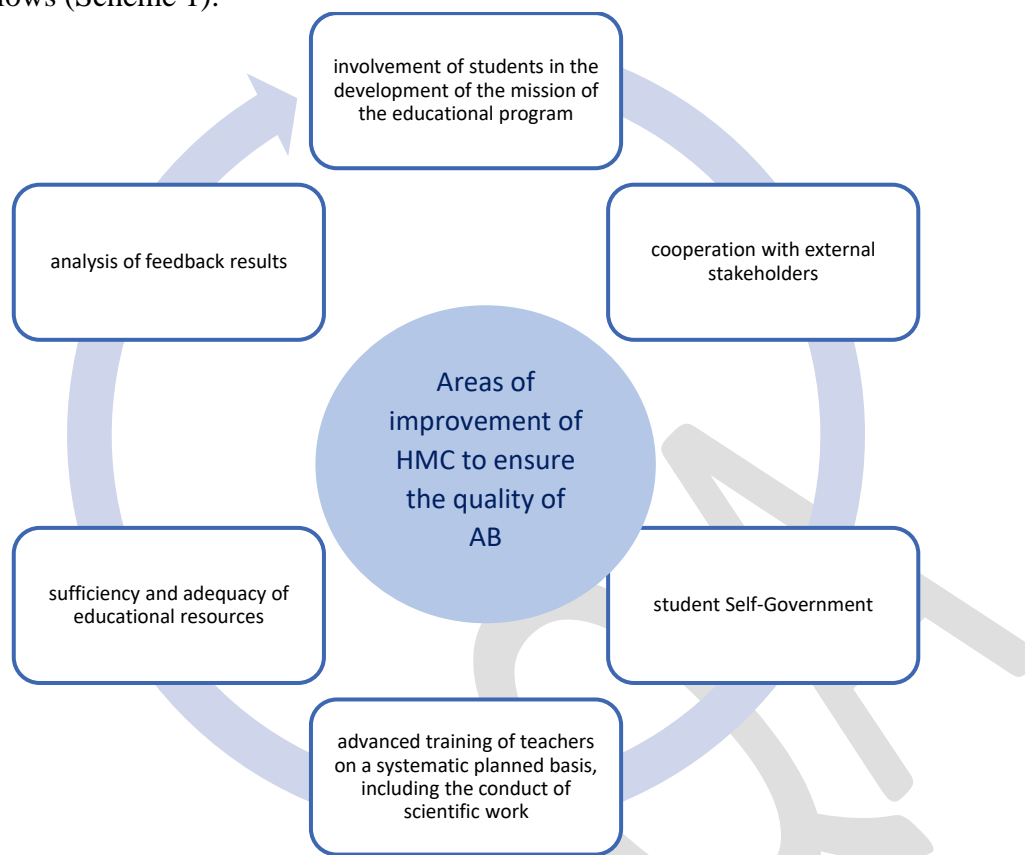 lows (Scheme 1):
involvement of students in the
development of the mission of
the educational program
cooperation with external
stakeholders
student Self-Government
advanced training of teachers
on a systematic planned basis,
including the conduct of
scientific work
sufficiency and adequacy of
educational resources
analysis of feedback results
Areas of
improvement of
HMC to ensure
the quality of
AB